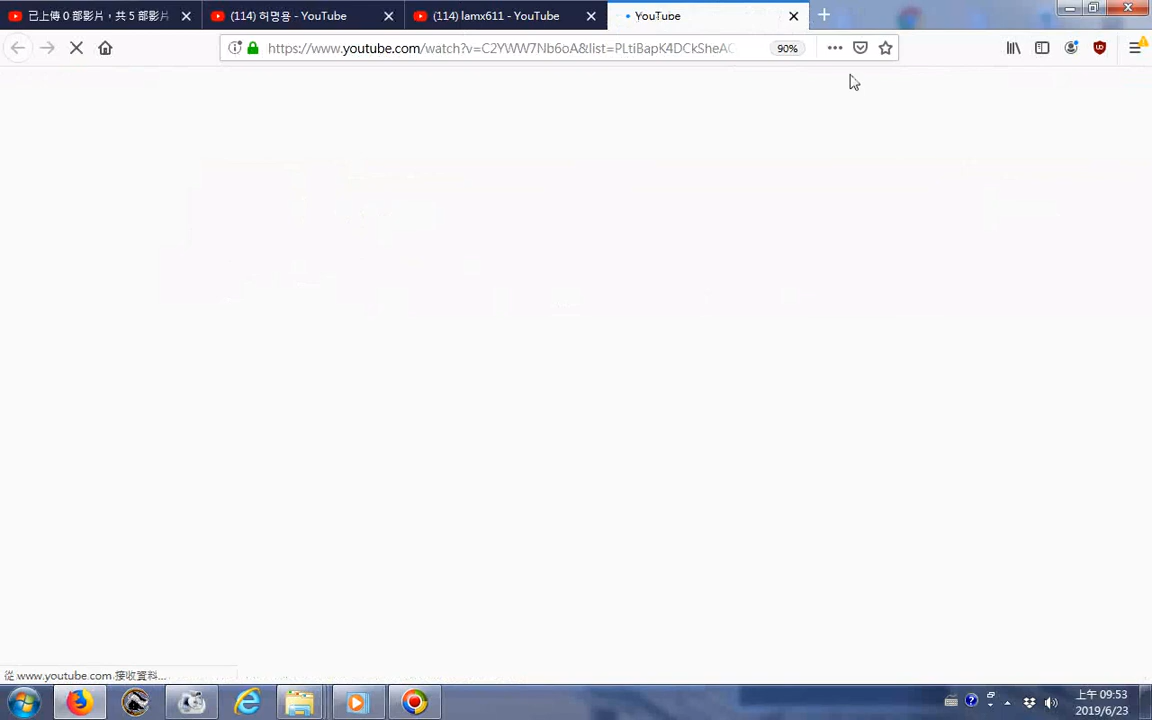 已上傳 0 部影片，共 5 部影片
(114) 허명용 - YouTube
(114) lamx611 - YouTube
YouTube
https://www.youtube.com/watch?v=C2YWW7Nb6oA&list=PLtiBapK4DCkSheAC
90%
從 www.youtube.com 接收資料...
上午 09:53
2019/6/23